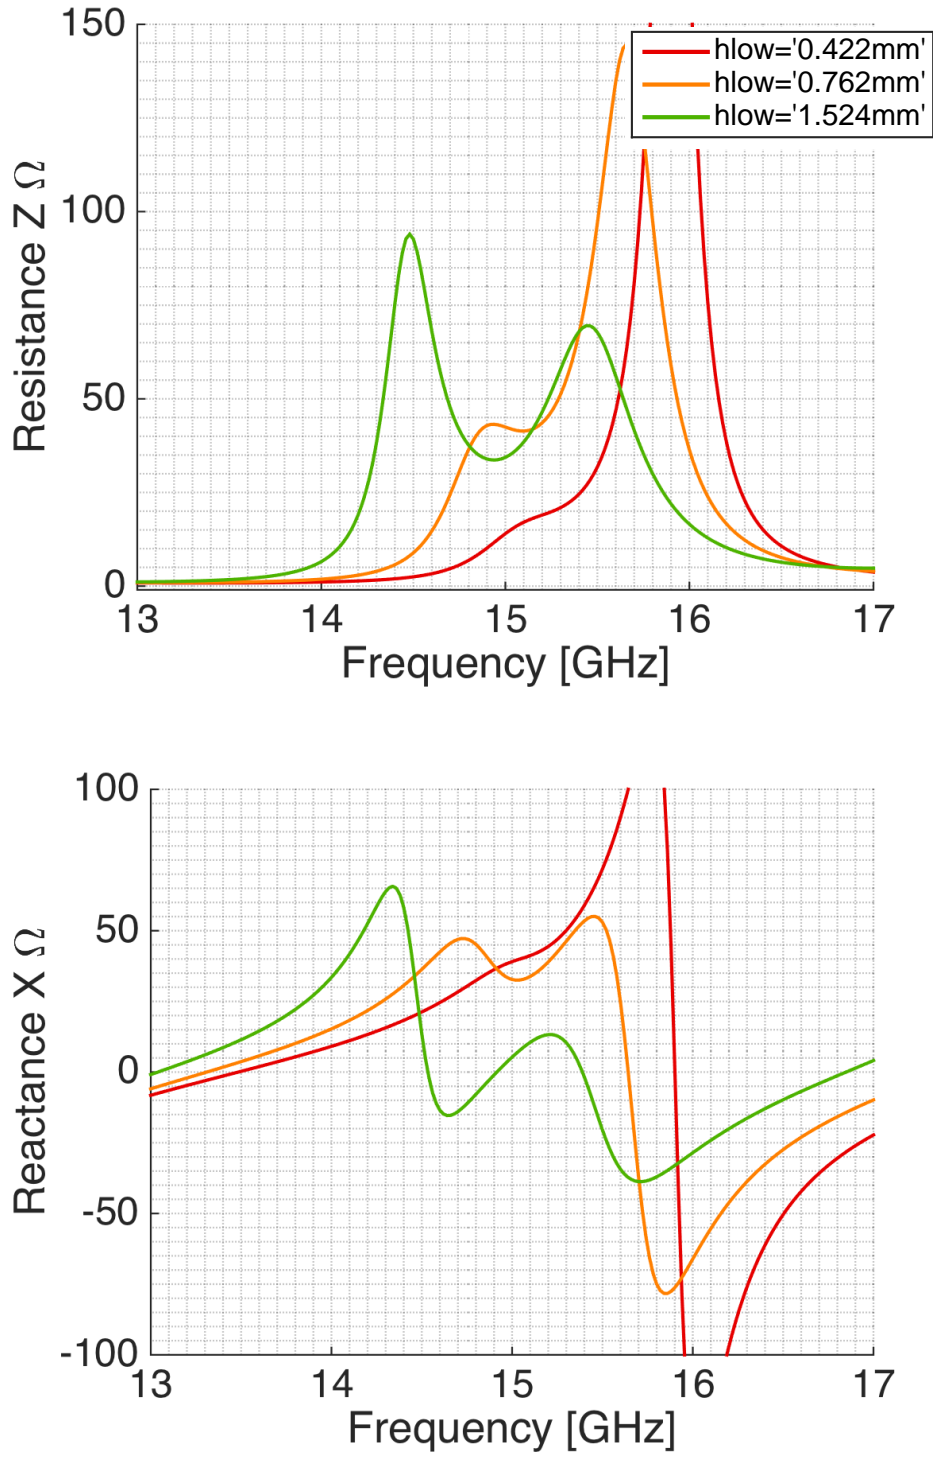 150
100
50
0
Resistance Z Ω
hlow='0.422mm'
hlow='0.762mm'
hlow='1.524mm'
13 14 15 16 17
Frequency [GHz]
100
50
0
-50
-100
Reactance X Ω
13 14 15 16 17
Frequency [GHz]